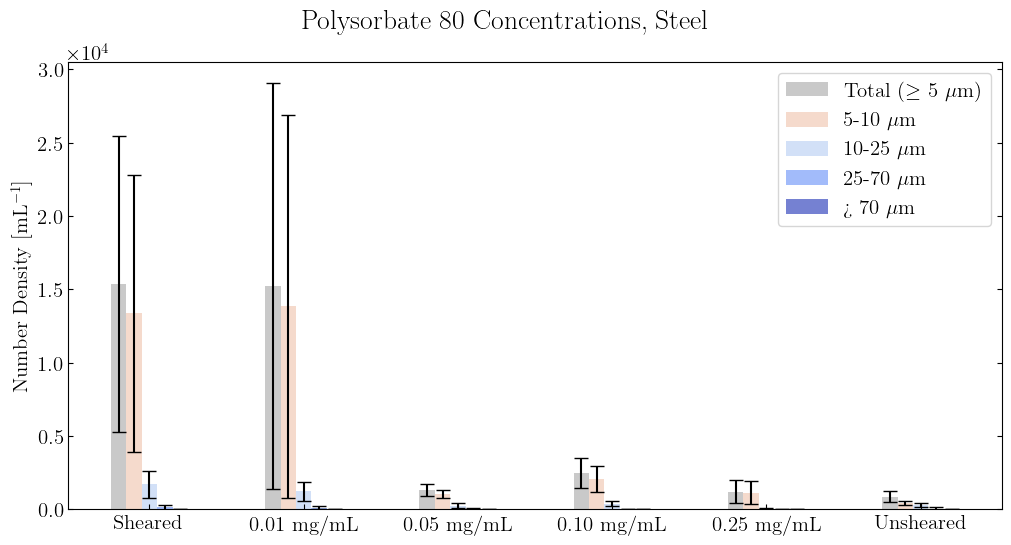 Polysorbate 80 Concentrations, Steel
×10⁴
3.0
2.5
2.0
1.5
1.0
0.5
0.0
Number Density [mL⁻¹]
Total (≥ 5 μm)
5-10 μm
10-25 μm
25-70 μm
> 70 μm
Sheared
0.01 mg/mL
0.05 mg/mL
0.10 mg/mL
0.25 mg/mL
Unsheared